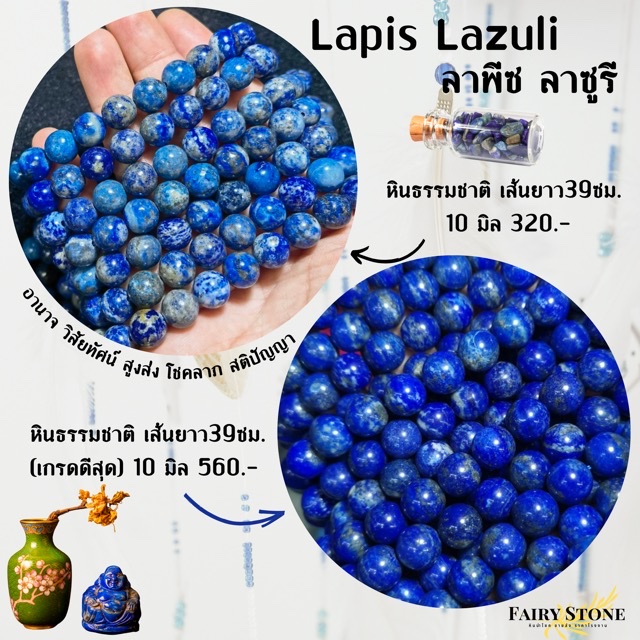 Lapis Lazuli
ลาพีซ ลาซูรี
หินธรรมชาติ เส้นยาว39ซม.
10 มิล 320.-
อำนาจ วิสัยทัศน์ สูงส่ง โชคลาภ สติปัญญา
หินธรรมชาติ เส้นยาว39ซม.
(เกรดดีสุด) 10 มิล 560.-
FAIRY STONE